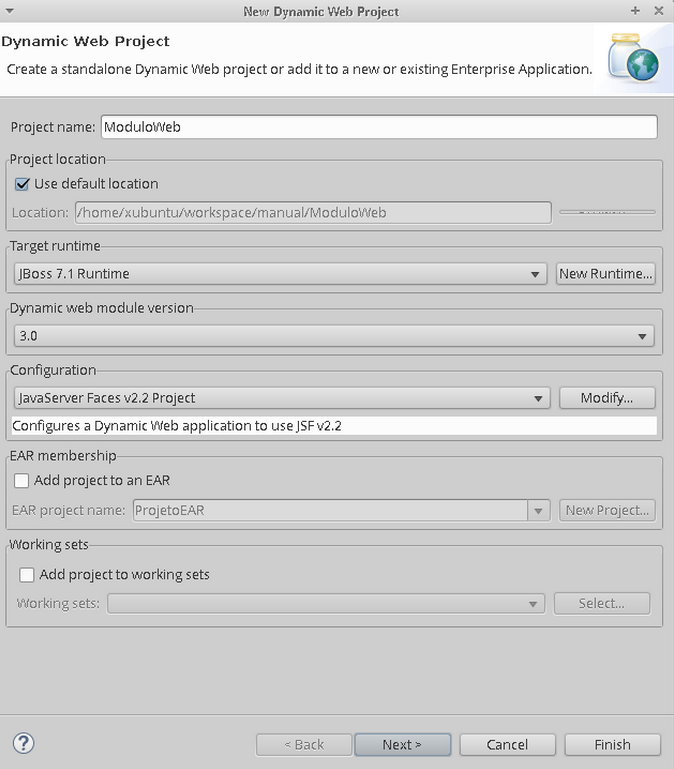 New Dynamic Web Project
Dynamic Web Project
Create a standalone Dynamic Web project or add it to a new or existing Enterprise Application.
Project name: ModuloWeb
Project location
Use default location
Location: /home/xubuntu/workspace/manual/ModuloWeb
Target runtime
JBoss 7.1 Runtime New Runtime...
Dynamic web module version
3.0
Configuration
JavaServer Faces v2.2 Project Modify...
Configures a Dynamic Web application to use JSF v2.2
EAR membership
Add project to an EAR
EAR project name: ProjetoEAR New Project...
Working sets
Add project to working sets
Working sets: Select...
? < Back Next > Cancel Finish